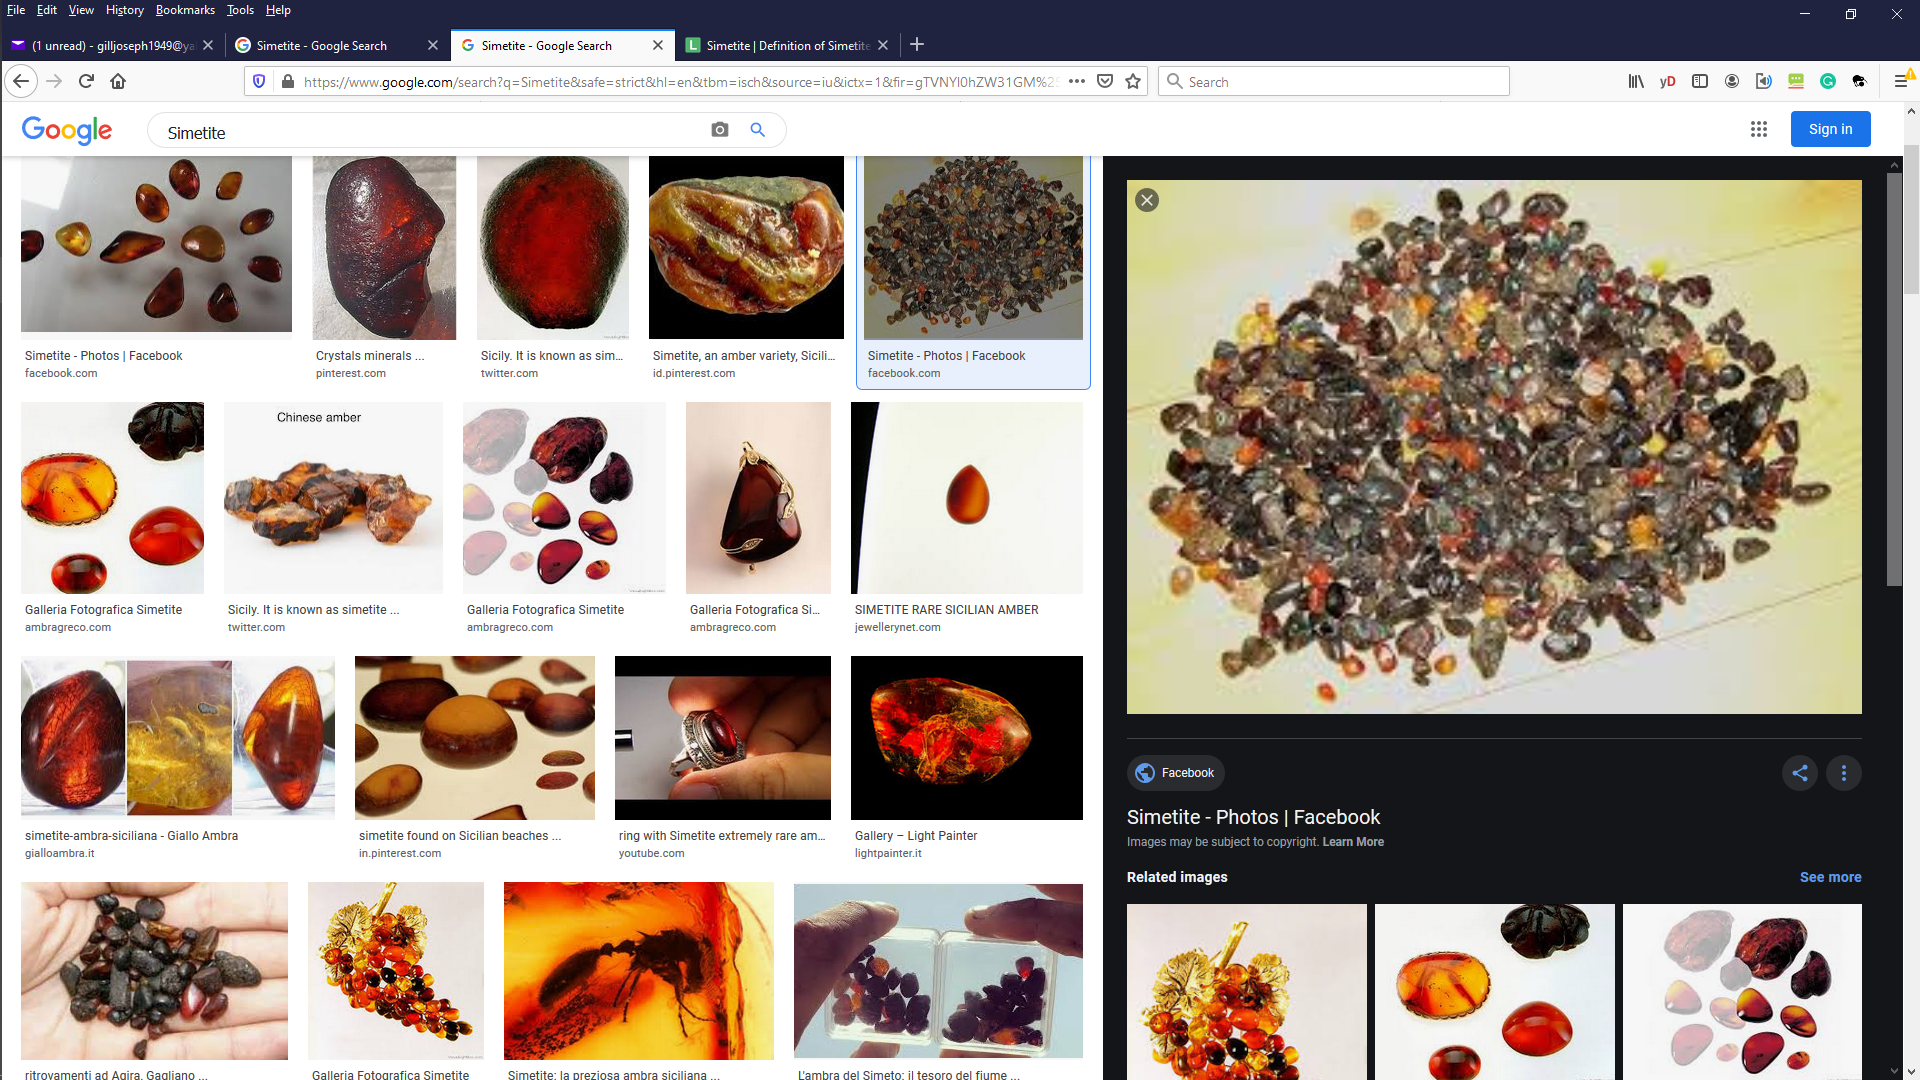 File Edit View History Bookmarks Tools Help
(1 unread) - gilljoseph1949@ya
Simetite - Google Search
Simetite - Google Search
Simetite | Definition of Simetite
https://www.google.com/search?q=Simetite&safe=strict&hl=en&tbm=isch&source=iu&ictx=1&fir=gTVNYl0hZW31GM%25
Search
yD
Google
Simetite
Sign in
Simetite - Photos | Facebook
facebook.com
Crystals minerals ...
pinterest.com
Sicily. It is known as sim...
twitter.com
Simetite, an amber variety, Sicili...
id.pinterest.com
Simetite - Photos | Facebook
facebook.com
Chinese amber
Galleria Fotografica Simetite
ambragreco.com
Sicily. It is known as simetite ...
twitter.com
Galleria Fotografica Simetite
ambragreco.com
Galleria Fotografica Si...
ambragreco.com
SIMETITE RARE SICILIAN AMBER
jewellerynet.com
simetite-ambra-siciliana - Giallo Ambra
gialloambra.it
simetite found on Sicilian beaches ...
in.pinterest.com
ring with Simetite extremely rare am...
youtube.com
Gallery – Light Painter
lightpainter.it
ritrovamenti ad Agira, Gagliano ...
Galleria Fotografica Simetite
Simetite: la preziosa ambra siciliana ...
L'ambra del Simeto: il tesoro del fiume ...
Facebook
Simetite - Photos | Facebook
Images may be subject to copyright. Learn More
Related images
See more